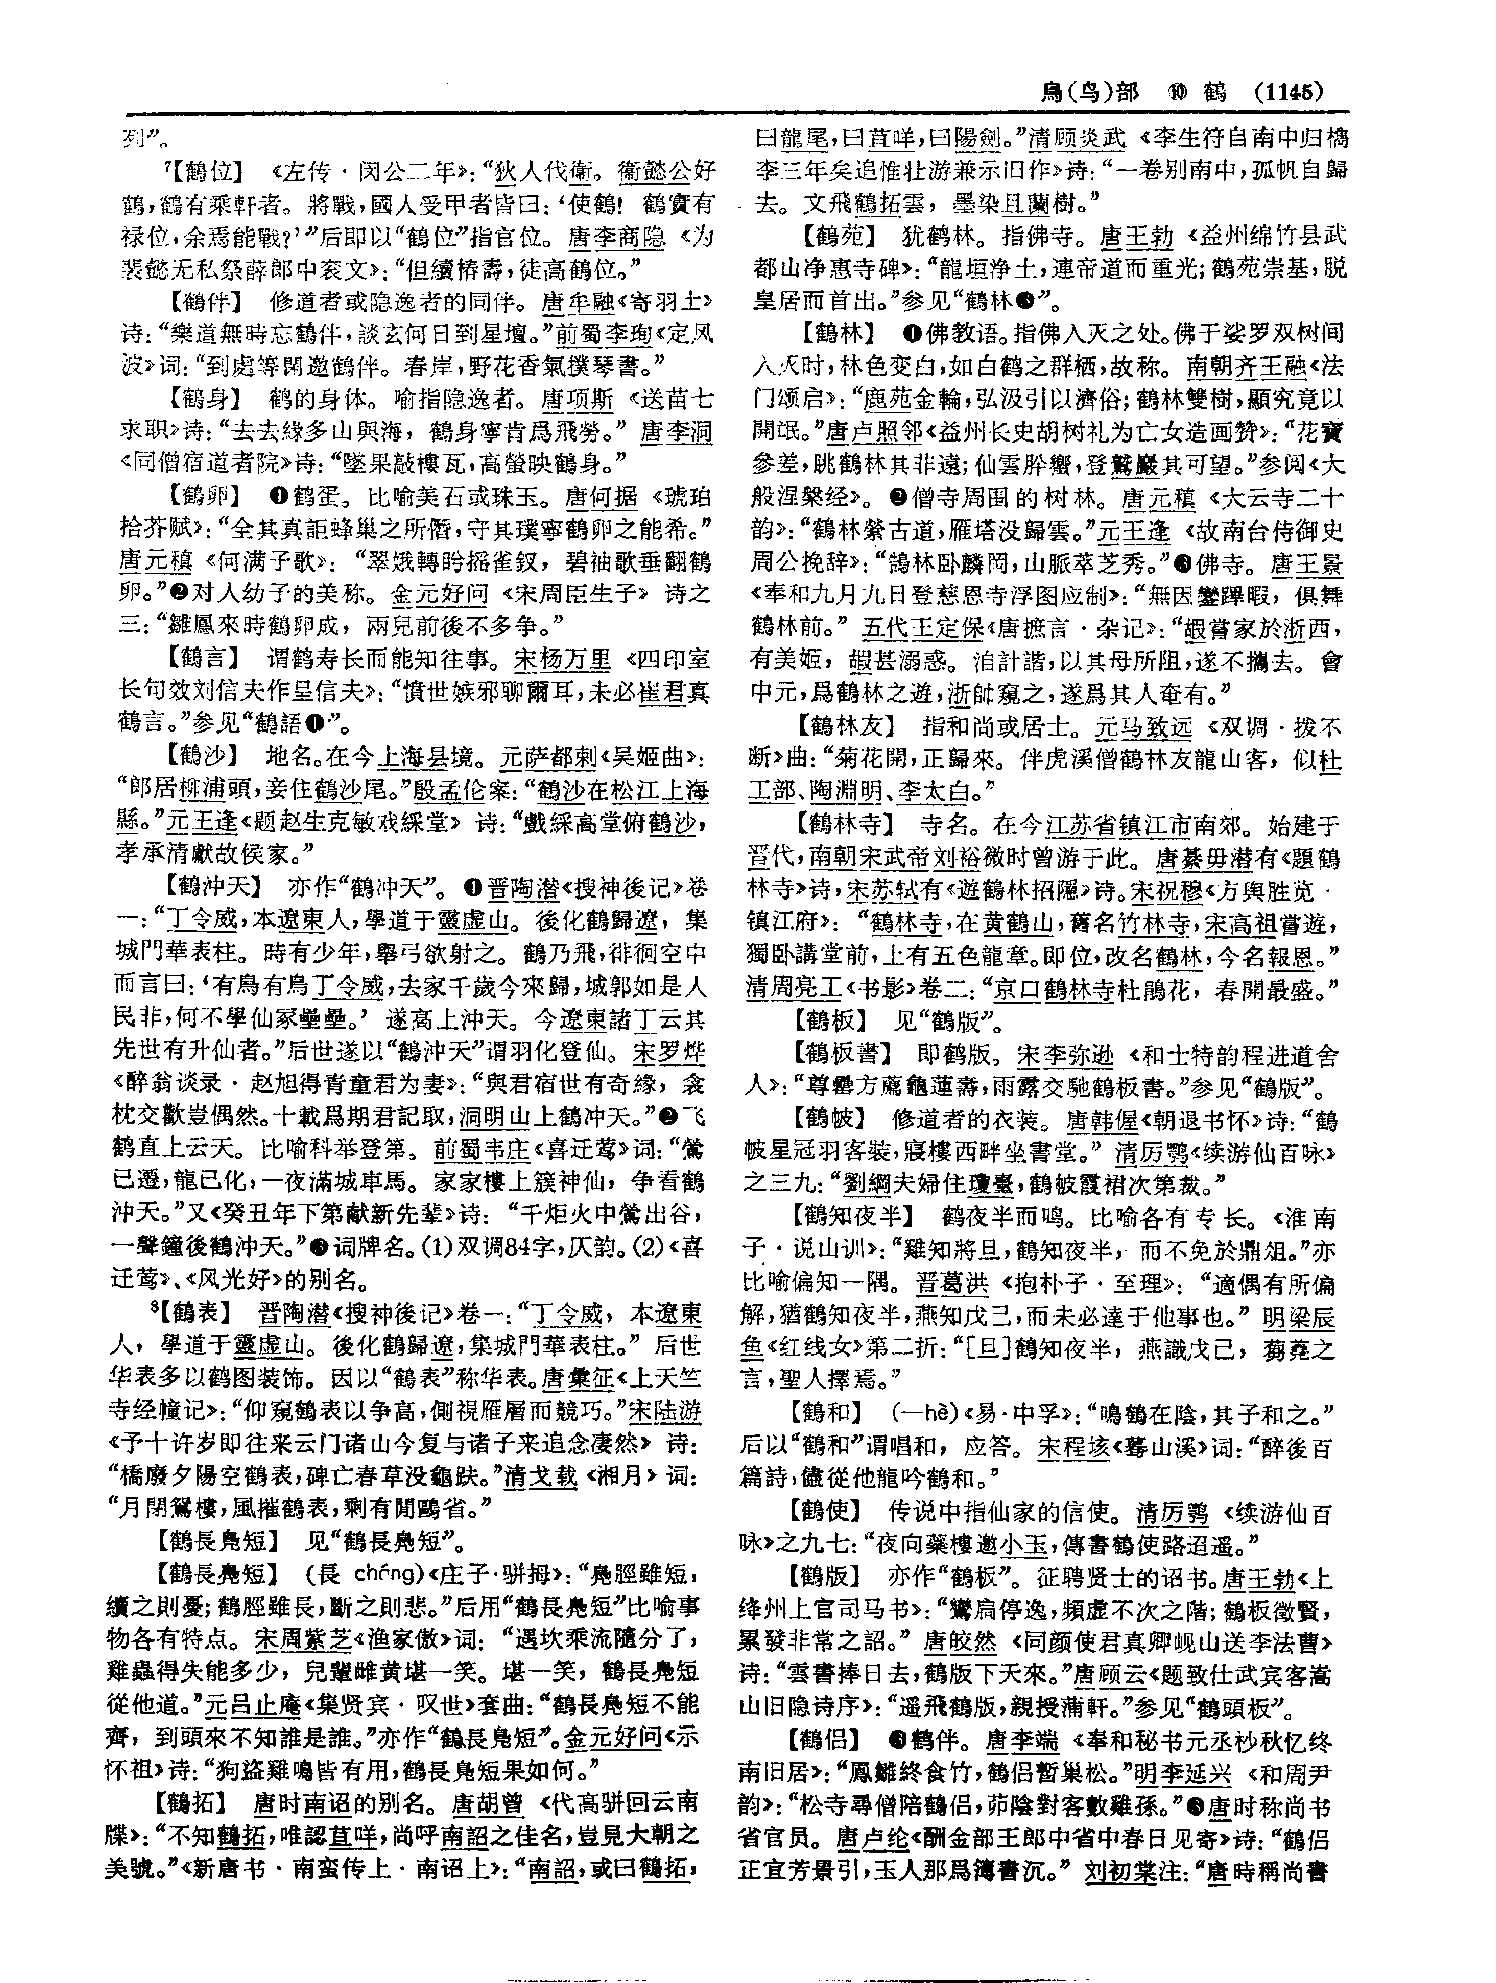 鳥(鸟)部 ⑩ 鶴 (1145)
列”。
⁷【鶴位】 《左传·闵公二年》：“狄人伐衛。衛懿公好
鶴，鶴有乘軒者。將戰，國人受甲者皆曰：‘使鶴！鶴實有
禄位，余焉能戰？’”后即以“鶴位”指官位。唐李商隐《为
裴懿无私祭薛郎中衮文》：“但續椿壽，徒高鶴位。”
【鶴伴】 修道者或隐逸者的同伴。唐牟融《寄羽士》
诗：“樂道無時忘鶴伴，談玄何日到星壇。”前蜀李珣《定风
波》词：“到處等閑邀鶴伴。春岸，野花香氣撲琴書。”
【鶴身】 鹤的身体。喻指隐逸者。唐项斯《送苗七
求职》诗：“去去緣多山與海，鶴身寧肯爲飛勞。”唐李洞
《同僧宿道者院》诗：“墜果敲樓瓦，高螢映鶴身。”
【鶴卵】 ❶鹤蛋。比喻美石或珠玉。唐何据《琥珀
拾芥赋》：“全其真詎蜂巢之所僭，守其璞寧鶴卵之能希。”
唐元稹《何满子歌》：“翠娥轉盼摇雀釵，碧袖歌垂翻鶴
卵。”❷对人幼子的美称。金元好问《宋周臣生子》诗之
三：“雛鳳來時鶴卵成，兩兒前後不多争。”
【鶴言】 谓鹤寿长而能知往事。宋杨万里《四印室
长句效刘信夫作呈信夫》：“憤世嫉邪聊爾耳，未必崔君真
鶴言。”参见“鶴語❶”。
【鶴沙】 地名。在今上海县境。元萨都剌《吴姬曲》：
“郎居柳浦頭，妾住鶴沙尾。”殷孟伦案：“鶴沙在松江上海
縣。”元王逢《题赵生克敏戏綵堂》诗：“戲綵高堂俯鶴沙，
孝承清獻故侯家。”
【鶴沖天】 亦作“鶴冲天”。❶晋陶潜《搜神後记》卷
一：“丁令威，本遼東人，學道于靈虚山。後化鶴歸遼，集
城門華表柱。時有少年，舉弓欲射之。鶴乃飛，徘徊空中
而言曰：‘有鳥有鳥丁令威，去家千歲今來歸，城郭如是人
民非，何不學仙冢壘壘。’遂高上沖天。今遼東諸丁云其
先世有升仙者。”后世遂以“鶴沖天”谓羽化登仙。宋罗烨
《醉翁谈录·赵旭得青童君为妻》：“與君宿世有奇緣，衾
枕交歡豈偶然。十載爲期君記取，洞明山上鶴冲天。”❷飞
鹤直上云天。比喻科举登第。前蜀韦庄《喜迁莺》词：“鶯
已遷，龍已化，一夜滿城車馬。家家樓上簇神仙，争看鶴
沖天。”又《癸丑年下第献新先辈》诗：“千炬火中鶯出谷，
一聲鐘後鶴沖天。”❸词牌名。(1)双调84字，仄韵。(2)《喜
迁莺》、《风光好》的别名。
⁸【鶴表】 晋陶潜《搜神後记》卷一：“丁令威，本遼東
人，學道于靈虚山。後化鶴歸遼，集城門華表柱。”后世
华表多以鹤图装饰。因以“鶴表”称华表。唐彙征《上天竺
寺经幢记》：“仰窺鶴表以争高，側視雁層而競巧。”宋陆游
《予十许岁即往来云门诸山今复与诸子来追念凄然》诗：
“橋廢夕陽空鶴表，碑亡春草没龜趺。”清戈载《湘月》词：
“月閉鴛樓，風摧鶴表，剩有閒鷗省。”
【鶴長鳧短】 见“鶴長鳧短”。
【鶴長鳧短】 (長 cháng)《庄子·骈拇》：“鳧脛雖短，
續之則憂；鶴脛雖長，斷之則悲。”后用“鶴長鳧短”比喻事
物各有特点。宋周紫芝《渔家傲》词：“遇坎乘流隨分了，
雞蟲得失能多少，兒輩雌黄堪一笑。堪一笑，鶴長鳧短
從他道。”元吕止庵《集贤宾·叹世》套曲：“鶴長鳧短不能
齊，到頭來不知誰是誰。”亦作“鶴長鳧短”。金元好问《示
怀祖》诗：“狗盗雞鳴皆有用，鶴長鳧短果如何。”
【鶴拓】 唐时南诏的别名。唐胡曾《代高骈回云南
牒》：“不知鶴拓，唯認苴咩，尚呼南詔之佳名，豈見大朝之
美號。”《新唐书·南蛮传上·南诏上》：“南詔，或曰鶴拓，
曰龍尾，曰苴咩，曰陽劍。”清顾炎武《李生符自南中归檇
李三年矣追惟壮游兼示旧作》诗：“一卷别南中，孤帆自歸
去。文飛鶴拓雲，墨染且蘭樹。”
【鶴苑】 犹鹤林。指佛寺。唐王勃《益州绵竹县武
都山净惠寺碑》：“龍垣浄土，連帝道而重光；鶴苑崇基，脱
皇居而首出。”参见“鶴林❸”。
【鶴林】 ❶佛教语。指佛入灭之处。佛于娑罗双树间
入灭时，林色变白，如白鹤之群栖，故称。南朝齐王融《法
门颂启》：“鹿苑金輪，弘汲引以濟俗；鶴林雙樹，顯究竟以
開氓。”唐卢照邻《益州长史胡树礼为亡女造画赞》：“花寶
參差，眺鶴林其非遠；仙雲肸蠁，登鷲巖其可望。”参阅《大
般涅槃经》。❷僧寺周围的树林。唐元稹《大云寺二十
韵》：“鶴林縈古道，雁塔没歸雲。”元王逢《故南台侍御史
周公挽辞》：“鶴林卧麟岡，山脈萃芝秀。”❸佛寺。唐王景
《奉和九月九日登慈恩寺浮图应制》：“無因鑾蹕暇，俱舞
鶴林前。”五代王定保《唐摭言·杂记》：“嘏嘗家於浙西，
有美姬，嘏甚溺惑。洎計諧，以其母所阻，遂不攜去。會
中元，爲鶴林之遊，浙帥窺之，遂爲其人奄有。”
【鶴林友】 指和尚或居士。元马致远《双调·拨不
断》曲：“菊花開，正歸來。伴虎溪僧鶴林友龍山客，似杜
工部、陶淵明、李太白。”
【鶴林寺】 寺名。在今江苏省镇江市南郊。始建于
晋代，南朝宋武帝刘裕微时曾游于此。唐綦毋潜有《題鶴
林寺》诗，宋苏轼有《遊鶴林招隱》诗。宋祝穆《方舆胜览·
镇江府》：“鶴林寺，在黄鶴山，舊名竹林寺，宋高祖嘗遊，
獨卧講堂前，上有五色龍章。即位，改名鶴林，今名報恩。”
清周亮工《书影》卷二：“京口鶴林寺杜鵑花，春開最盛。”
【鶴板】 见“鶴版”。
【鶴板書】 即鹤版。宋李弥逊《和士特韵程进道舍
人》：“尊罍方薦龜蓮壽，雨露交馳鶴板書。”参见“鶴版”。
【鶴帔】 修道者的衣装。唐韩偓《朝退书怀》诗：“鶴
帔星冠羽客裝，寢樓西畔坐書堂。”清厉鹗《续游仙百咏》
之三九：“劉綱夫婦住瓊臺，鶴帔霞裙次第裁。”
【鶴知夜半】 鹤夜半而鸣。比喻各有专长。《淮南
子·说山训》：“雞知將旦，鶴知夜半，而不免於鼎俎。”亦
比喻偏知一隅。晋葛洪《抱朴子·至理》：“適偶有所偏
解，猶鶴知夜半，燕知戊己，而未必達于他事也。”明梁辰
鱼《红线女》第二折：“[旦]鶴知夜半，燕識戊己，芻蕘之
言，聖人擇焉。”
【鶴和】 (—hè)《易·中孚》：“鳴鶴在陰，其子和之。”
后以“鶴和”谓唱和，应答。宋程垓《蓦山溪》词：“醉後百
篇詩，儘從他龍吟鶴和。”
【鶴使】 传说中指仙家的信使。清厉鹗《续游仙百
咏》之九七：“夜向蘂樓邀小玉，傳書鶴使路迢遥。”
【鶴版】 亦作“鶴板”。征聘贤士的诏书。唐王勃《上
绛州上官司马书》：“鸞扃停逸，頻虚不次之階；鶴板徵賢，
累發非常之詔。”唐皎然《同颜使君真卿岘山送李法曹》
诗：“雲書捧日去，鶴版下天來。”唐顾云《题致仕武宾客嵩
山旧隐诗序》：“遥飛鶴版，親授蒲軒。”参见“鶴頭板”。
【鶴侣】 ❶鹤伴。唐李端《奉和秘书元丞杪秋忆终
南旧居》：“鳳雛終食竹，鶴侣暫巢松。”明李延兴《和周尹
韵》：“松寺尋僧陪鶴侣，茆陰對客數雞孫。”❷唐时称尚书
省官员。唐卢纶《酬金部王郎中省中春日见寄》诗：“鶴侣
正宜芳景引，玉人那爲簿書沉。”刘初棠注：“唐時稱尚書